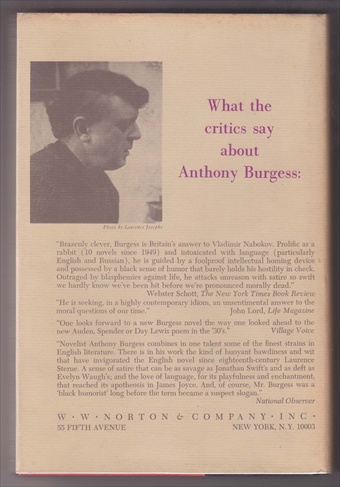 What the
critics say
about
Anthony Burgess:
Photo by Laurence Josephs
"Brazenly clever, Burgess is Britain's answer to Vladimir Nabokov. Prolific as a
rabbit (10 novels since 1949) and intoxicated with language (particularly
English and Russian), he is guided by a foolproof intellectual homing device
and possessed by a black sense of humor that barely holds his hostility in check.
Outraged by blasphemies against life, he attacks unreason with satire so swift
we hardly know we've been hit before we're pronounced morally dead."
Webster Schott, The New York Times Book Review
"He is seeking, in a highly contemporary idiom, an unsentimental answer to the
moral questions of our time." John Lord, Life Magazine
"One looks forward to a new Burgess novel the way one looked ahead to the
new Auden, Spender or Day Lewis poem in the '30's." Village Voice
"Novelist Anthony Burgess combines in one talent some of the finest strains in
English literature. There is in his work the kind of buoyant bawdiness and wit
that have invigorated the English novel since eighteenth-century Laurence
Sterne. A sense of satire that can be as savage as Jonathan Swift's and as deft as
Evelyn Waugh's; and the love of language, for its playfulness and enchantment,
that reached its apotheosis in James Joyce. And, of course, Mr. Burgess was a
'black humorist' long before the term became a suspect slogan."
National Observer
W · W · NORTON & COMPANY · INC ·
55 FIFTH AVENUE NEW YORK, N.Y. 10003